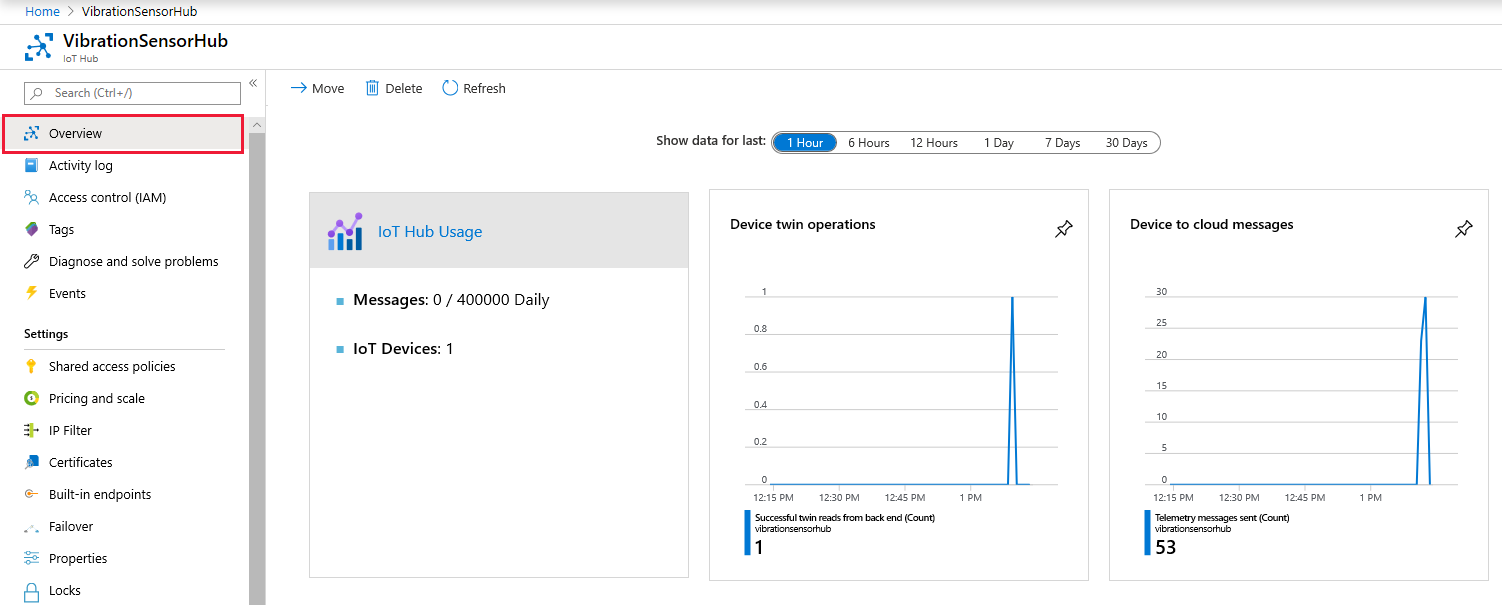 Home > VibrationSensorHub
VibrationSensorHub
IoT Hub
Search (Ctrl+/)
«
Overview
Activity log
Access control (IAM)
Tags
Diagnose and solve problems
Events
Settings
Shared access policies
Pricing and scale
IP Filter
Certificates
Built-in endpoints
Failover
Properties
Locks
Move Delete Refresh
Show data for last: 1 Hour 6 Hours 12 Hours 1 Day 7 Days 30 Days
IoT Hub Usage
Messages: 0 / 400000 Daily
IoT Devices: 1
Device twin operations
1
0.8
0.6
0.4
0.2
0
12:15 PM 12:30 PM 12:45 PM 1 PM
Successful twin reads from back end (Count)
vibrationsensorhub
1
Device to cloud messages
30
25
20
15
10
5
0
12:15 PM 12:30 PM 12:45 PM 1 PM
Telemetry messages sent (Count)
vibrationsensorhub
53